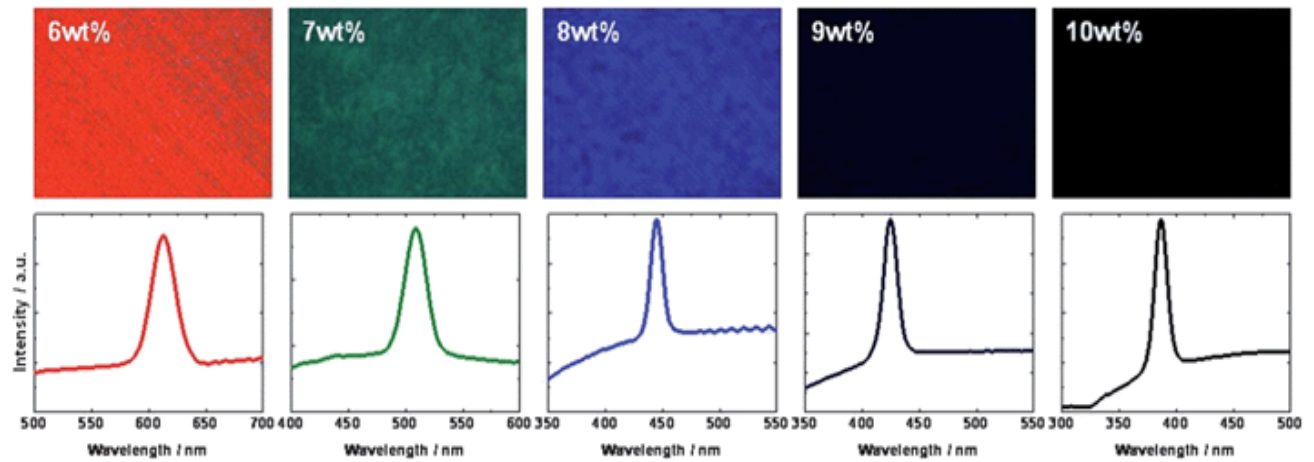 6wt% 7wt% 8wt% 9wt% 10wt%
Intensity / a.u.
500 550 600 650 700 400 450 500 550 600 350 400 450 500 550 350 400 450 500 550 300 350 400 450 500
Wavelength / nm Wavelength / nm Wavelength / nm Wavelength / nm Wavelength / nm